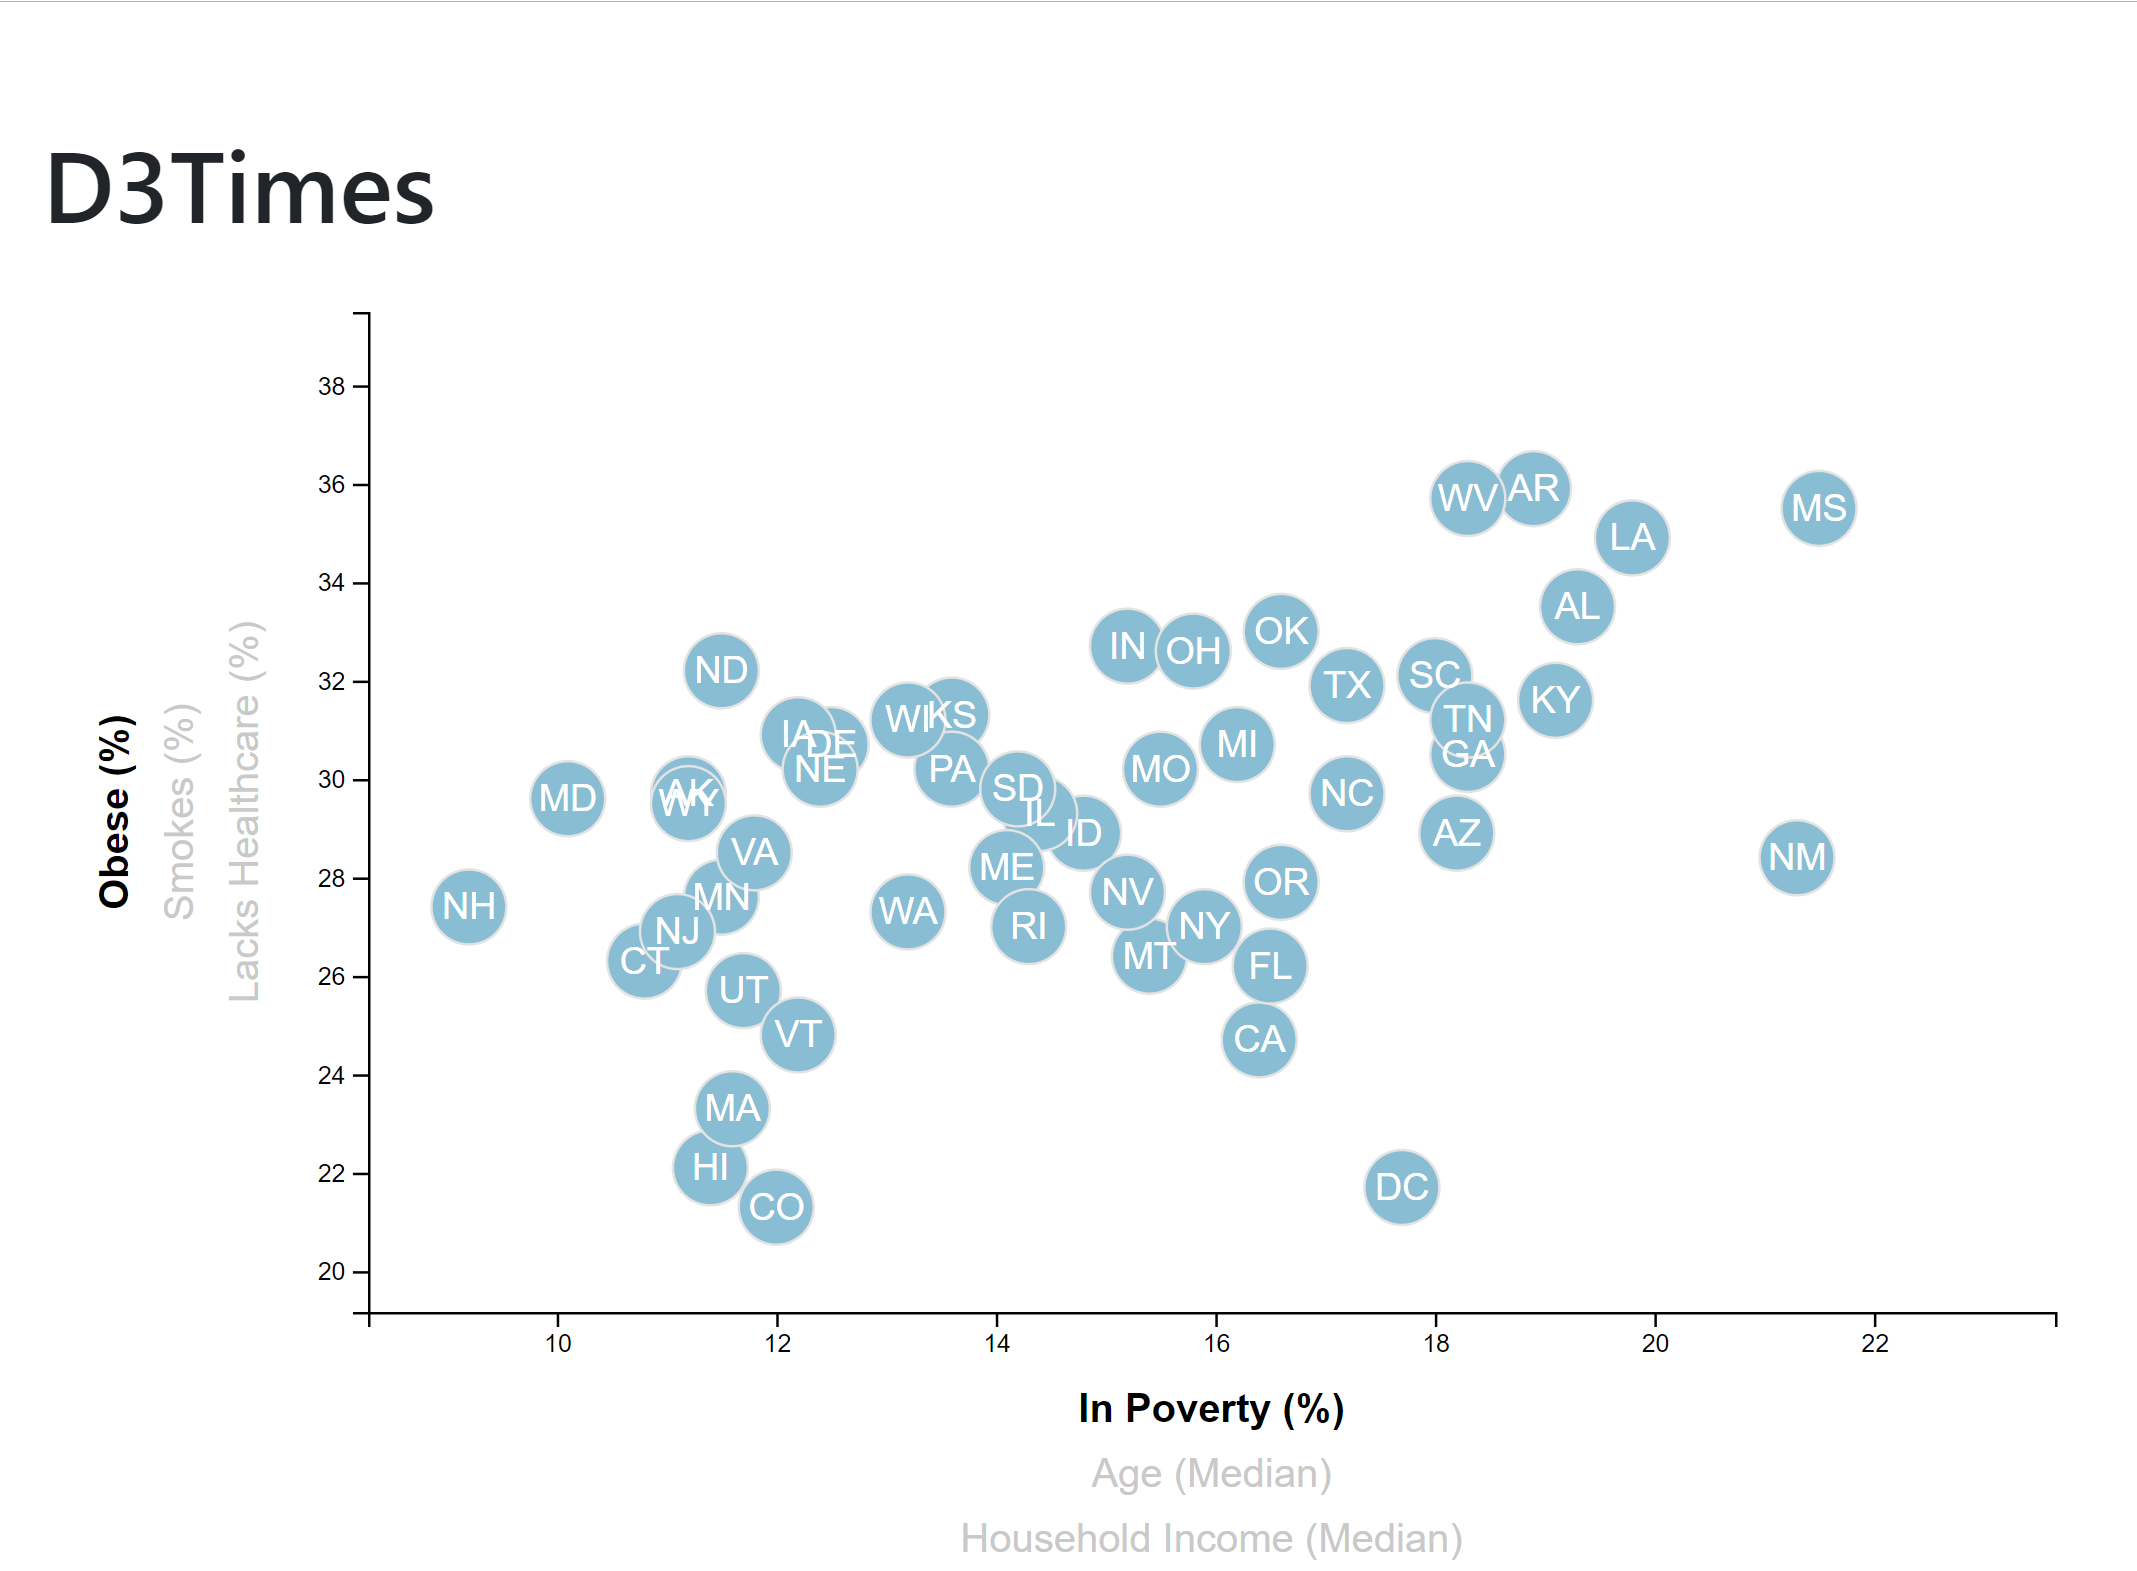 D3Times
38
36
34
32
30
28
26
24
22
20
Obese (%)
Smokes (%)
Lacks Healthcare (%)
AR
WV
MS
LA
AL
OK
IN
OH
ND
TX
SC
KY
KS
WI
TN
IA
DE
MI
GA
NE
PA
MO
SD
AK
NC
MD
WY
IL
ID
AZ
VA
NM
ME
OR
NV
MN
NH
WA
NJ
RI
NY
CT
MT
FL
UT
VT
CA
MA
HI
DC
CO
10 12 14 16 18 20 22
In Poverty (%)
Age (Median)
Household Income (Median)